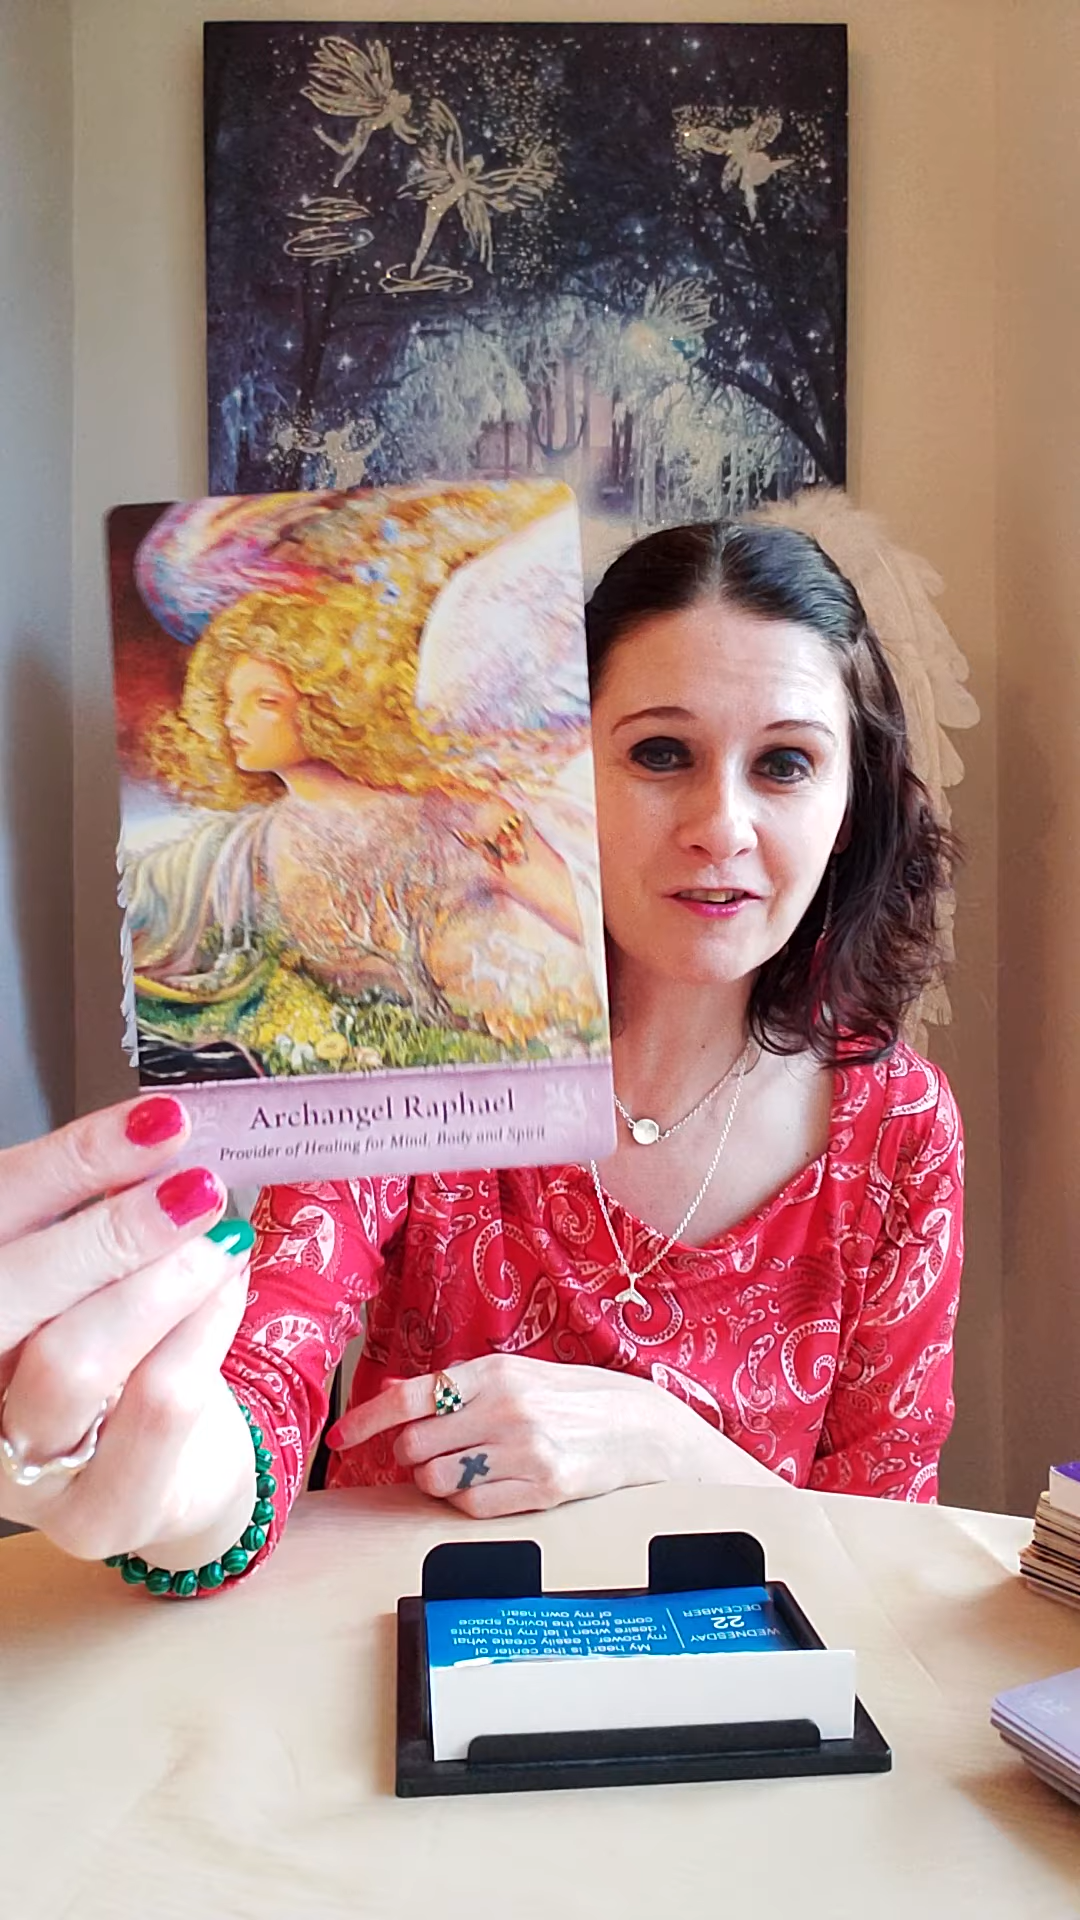 Archangel Raphael
Provider of Healing for Mind, Body and Spirit
WEDNESDAY
22
DECEMBER
My heart is the center of
my power. I easily create what
I desire when I let my thoughts
come from the loving space
of my own heart.